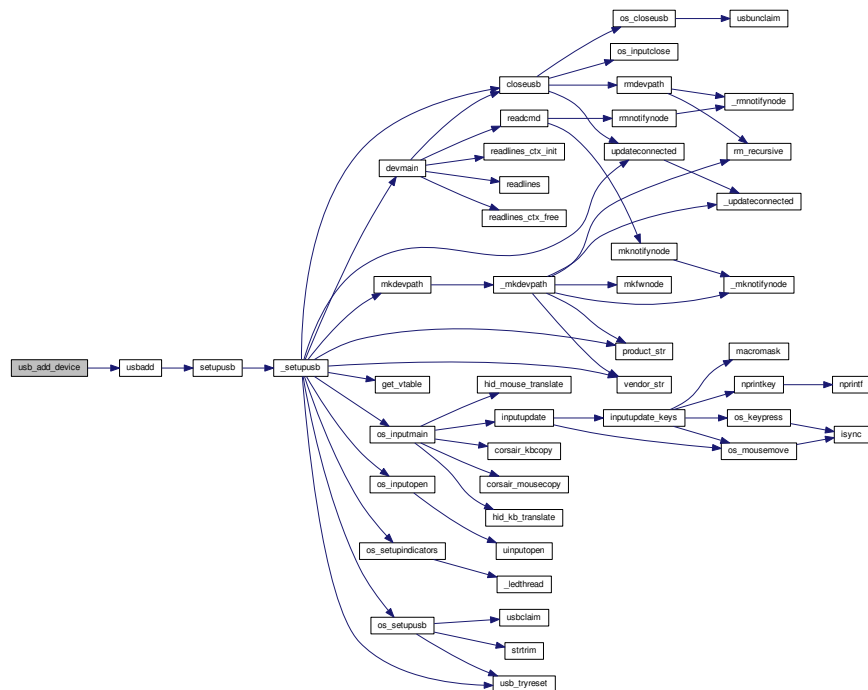 os_closeusb
usbunclaim
os_inputclose
closeusb
rmdevpath
_rmnotifynode
readcmd
rmnotifynode
readlines_ctx_init
updateconnected
rm_recursive
devmain
readlines
_updateconnected
readlines_ctx_free
mknotifynode
mkdevpath
_mkdevpath
mkfwnode
_mknotifynode
product_str
macromask
usb_add_device
usbadd
setupusb
_setupusb
get_vtable
hid_mouse_translate
vendor_str
nprintkey
nprintf
inputupdate
inputupdate_keys
os_keypress
os_inputmain
isync
corsair_kbcopy
os_mousemove
os_inputopen
corsair_mousecopy
hid_kb_translate
os_setupindicators
uinputopen
_ledthread
usbclaim
os_setupusb
strtrim
usb_tryreset